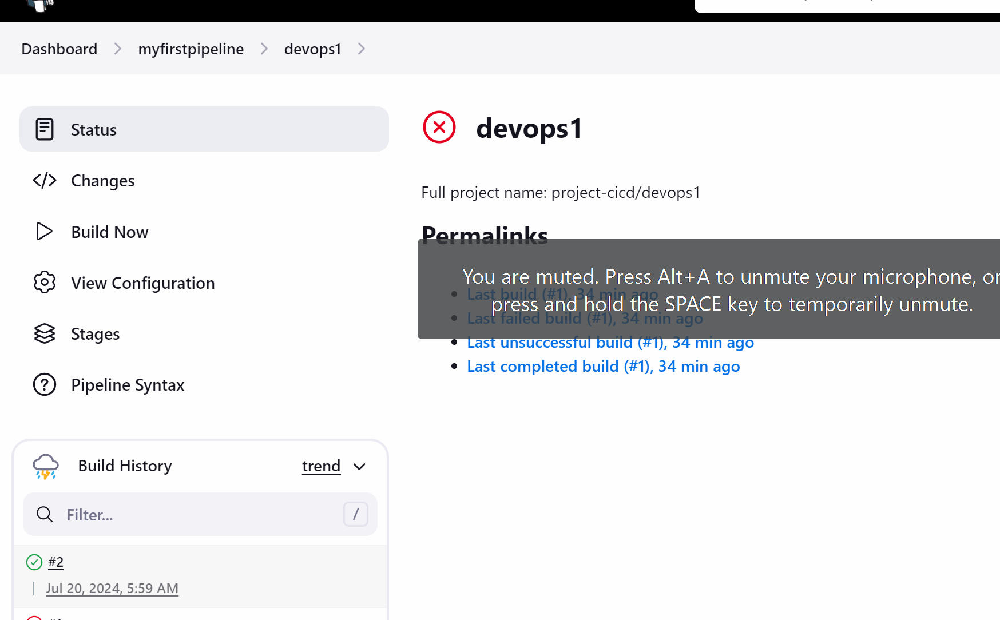 Dashboard > myfirstpipeline > devops1 >
Status
Changes
Build Now
View Configuration
Stages
Pipeline Syntax
devops1
Full project name: project-cicd/devops1
Permalinks
You are muted. Press Alt+A to unmute your microphone, or
press and hold the SPACE key to temporarily unmute.
Last build (#1), 34 min ago
Last failed build (#1), 34 min ago
Last unsuccessful build (#1), 34 min ago
Last completed build (#1), 34 min ago
Build History trend
Filter... /
#2
Jul 20, 2024, 5:59 AM
#1